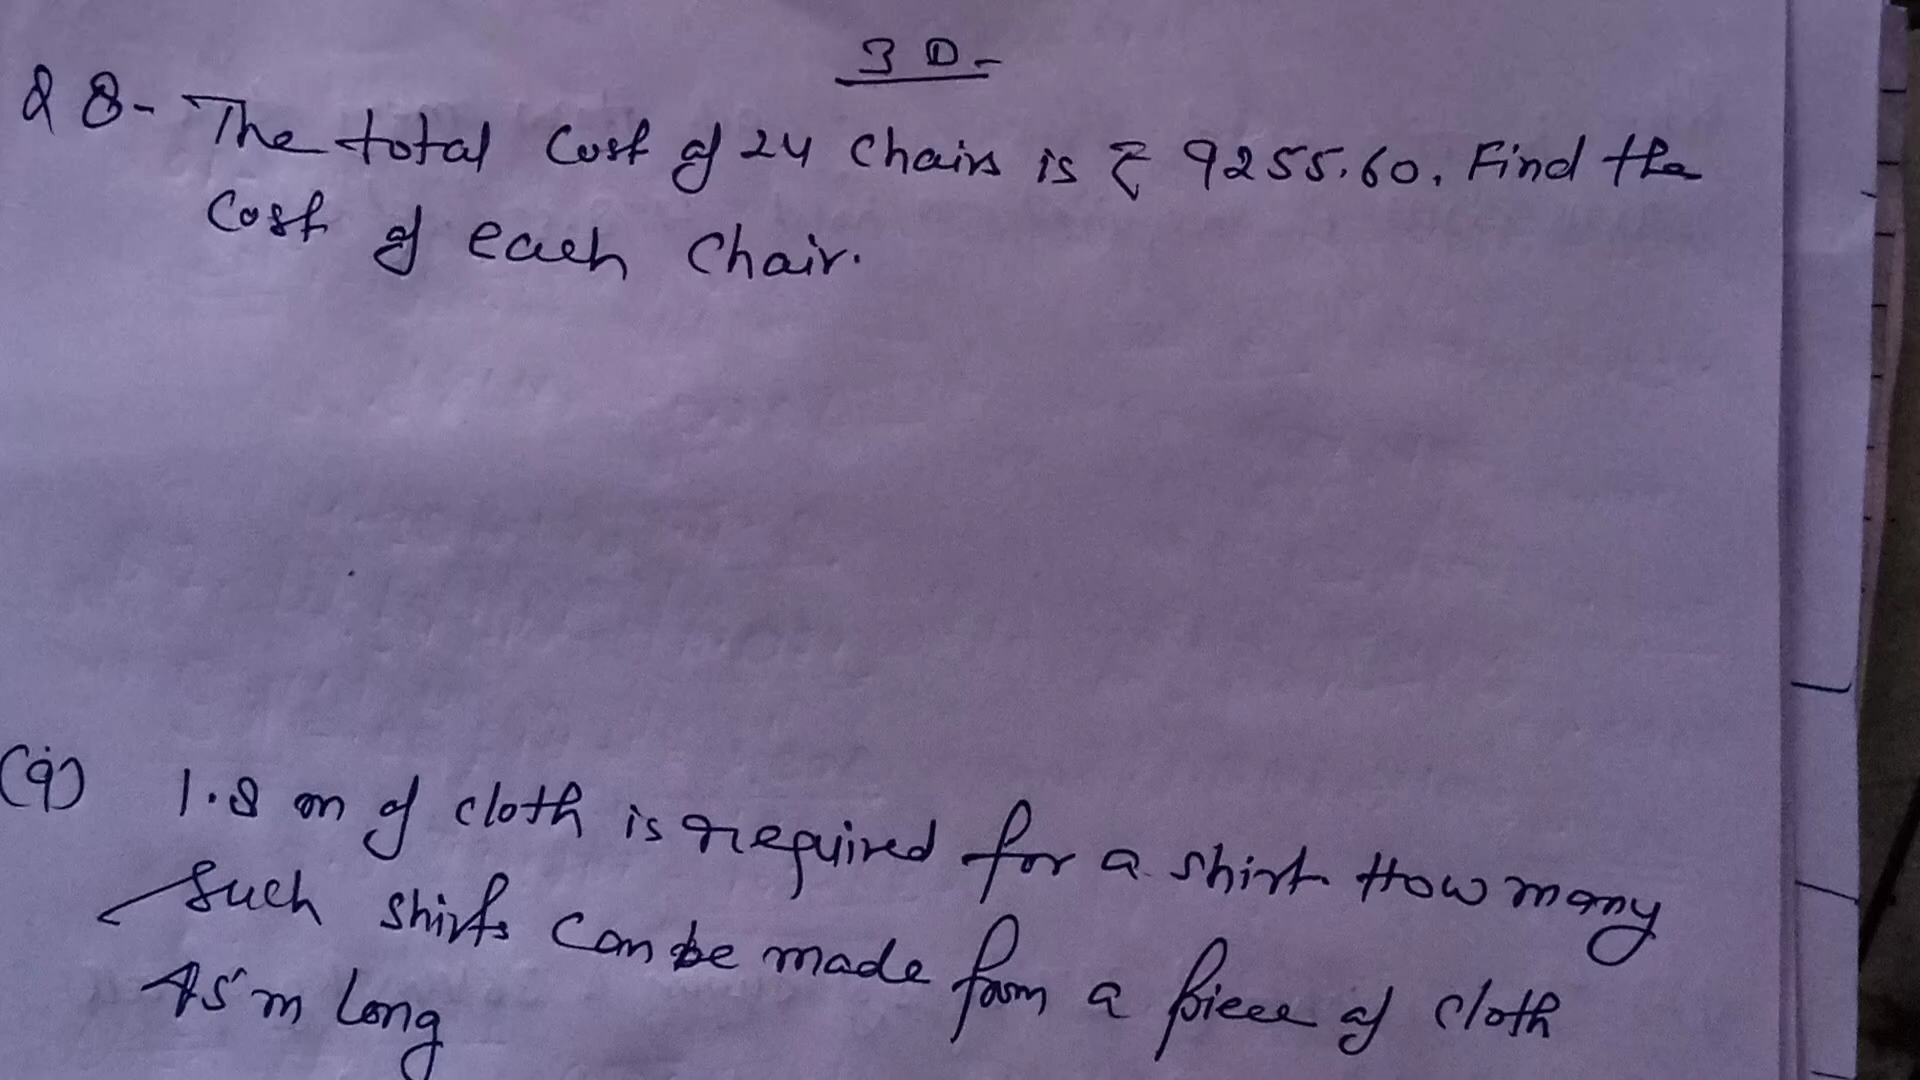 3 D-
Q 8- The total Cost of 24 Chairs is ₹ 9255.60. Find the
Cost of each Chair.
(9) 1.8 m of cloth is required for a shirt. How many
such shirts can be made from a piece of cloth
45 m long